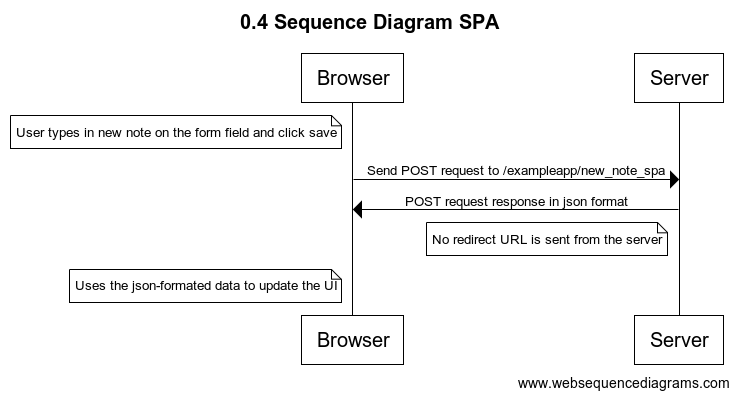 0.4 Sequence Diagram SPA
Browser
Server
User types in new note on the form field and click save
Send POST request to /exampleapp/new_note_spa
POST request response in json format
No redirect URL is sent from the server
Uses the json-formated data to update the UI
Browser
Server
www.websequencediagrams.com